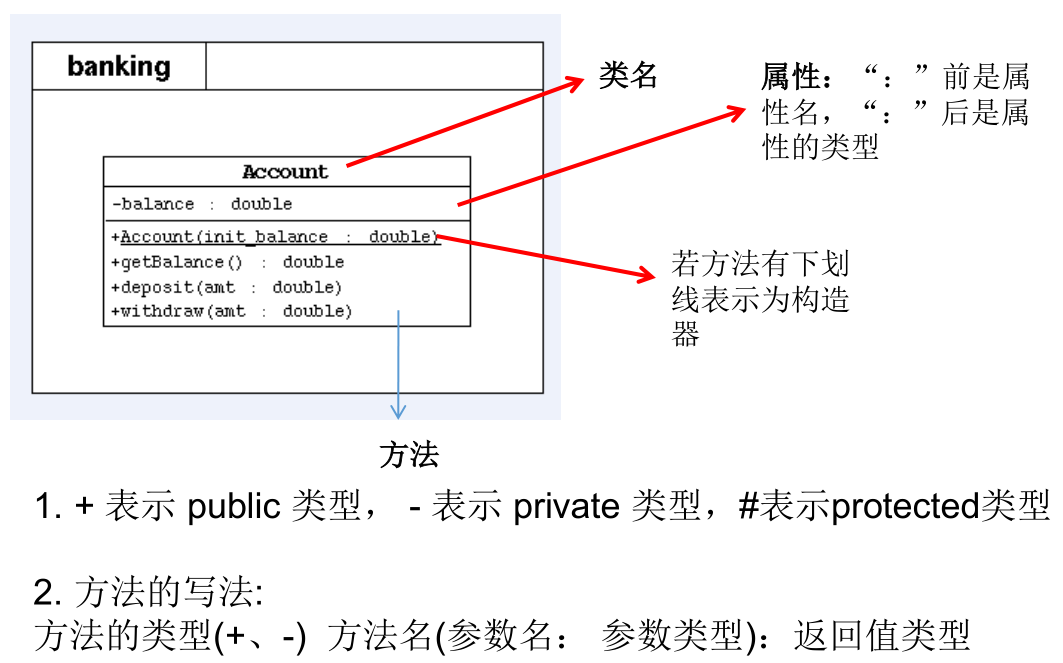 banking
类名
属性：“：”前是属
性名，“：”后是属
性的类型
Account
-balance : double
+Account(init_balance : double)
+getBalance() : double
+deposit(amt : double)
+withdraw(amt : double)
若方法有下划
线表示为构造
器
方法
1. + 表示 public 类型， - 表示 private 类型，#表示protected类型
2. 方法的写法:
方法的类型(+、-) 方法名(参数名： 参数类型)：返回值类型